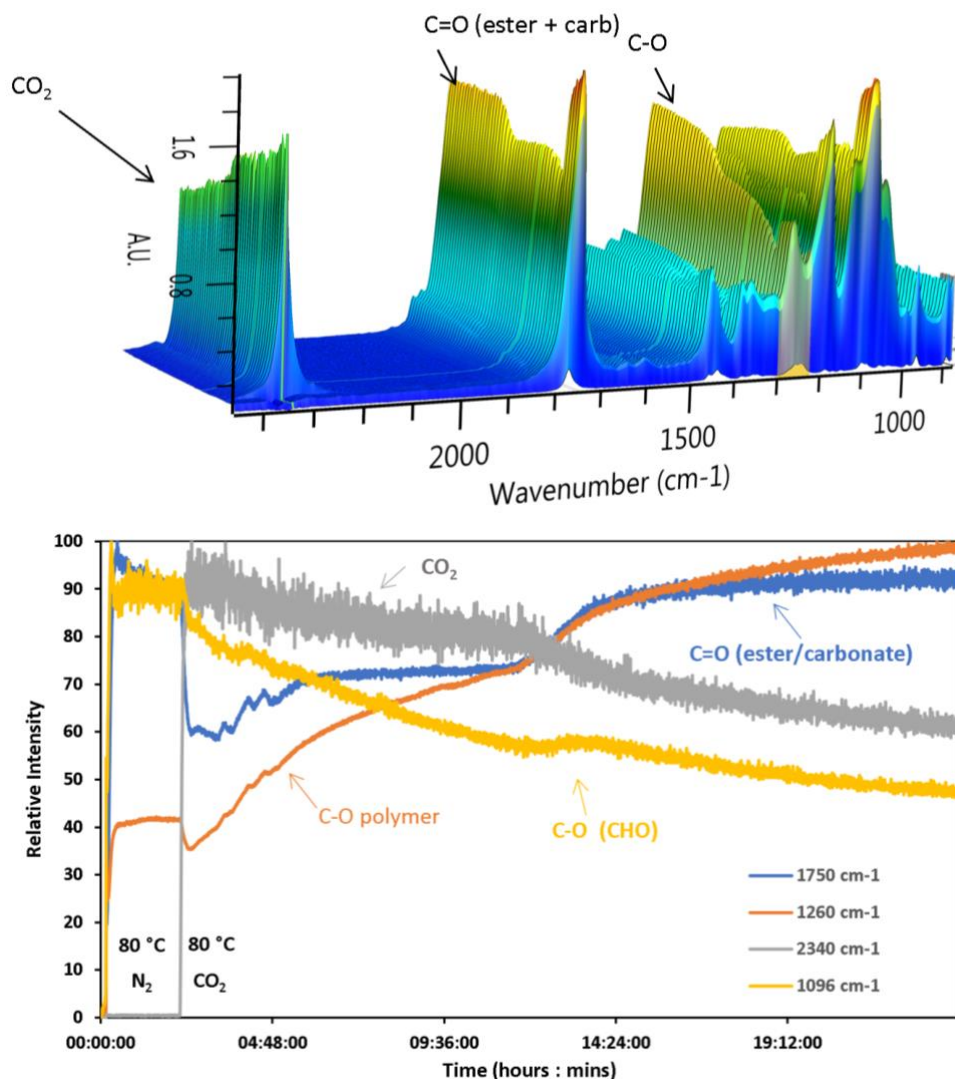 C=O (ester + carb)
C-O
CO2
1.6
A.U.
0.8
2000
1500
1000
Wavenumber (cm-1)
100
90
80
70
60
50
40
30
20
10
0
Relative Intensity
CO2
C=O (ester/carbonate)
C-O polymer
C-O (CHO)
1750 cm-1
1260 cm-1
2340 cm-1
1096 cm-1
80 °C
N2
80 °C
CO2
00:00:00
04:48:00
09:36:00
14:24:00
19:12:00
Time (hours : mins)